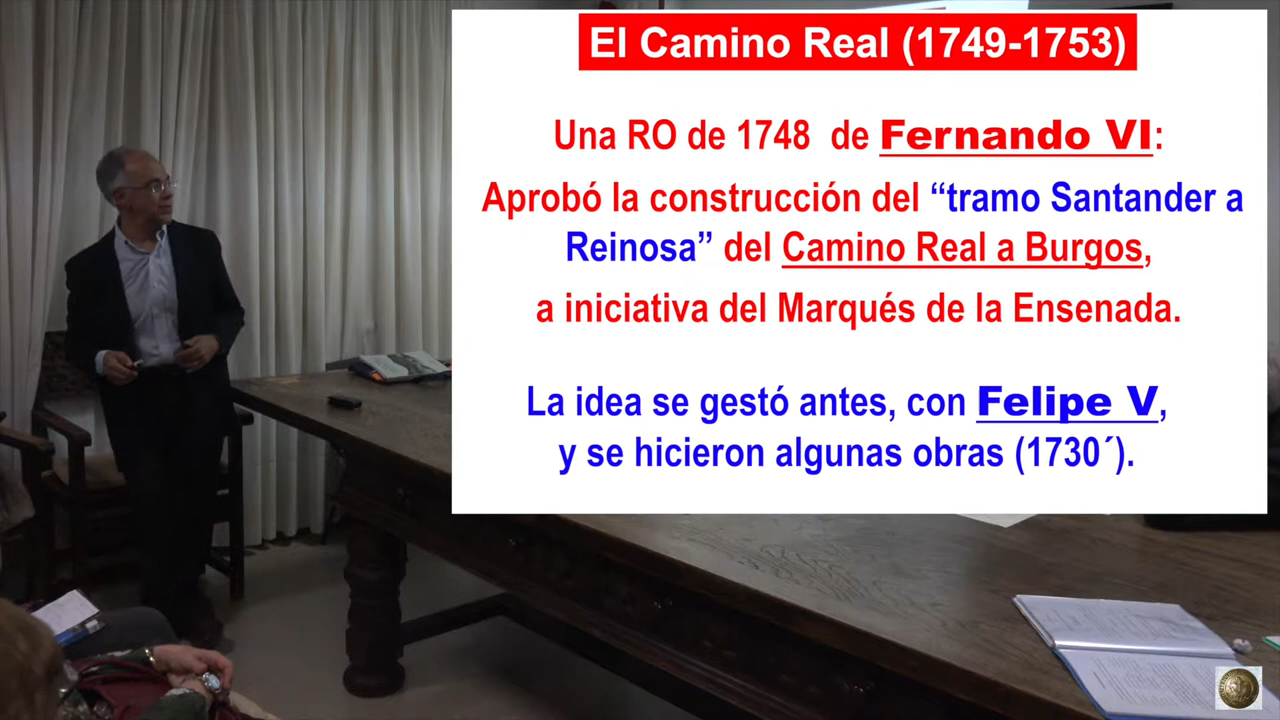 El Camino Real (1749-1753)
Una RO de 1748 de Fernando VI:
Aprobó la construcción del “tramo Santander a
Reinosa” del Camino Real a Burgos,
a iniciativa del Marqués de la Ensenada.
La idea se gestó antes, con Felipe V,
y se hicieron algunas obras (1730´).